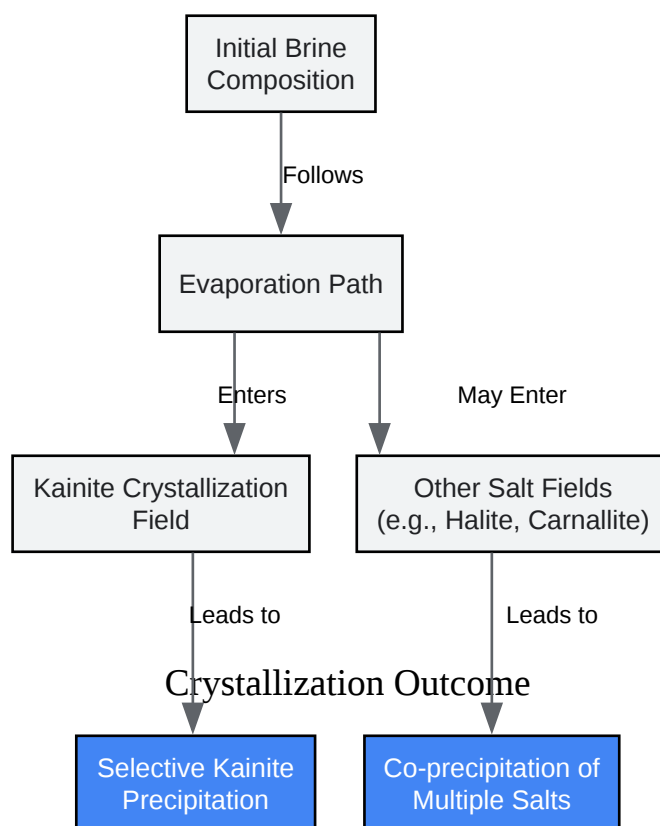 Initial Brine
Composition
Follows
Evaporation Path
Enters
May Enter
Kainite Crystallization
Field
Other Salt Fields
(e.g., Halite, Carnallite)
Leads to
Leads to
Crystallization Outcome
Selective Kainite
Precipitation
Co-precipitation of
Multiple Salts